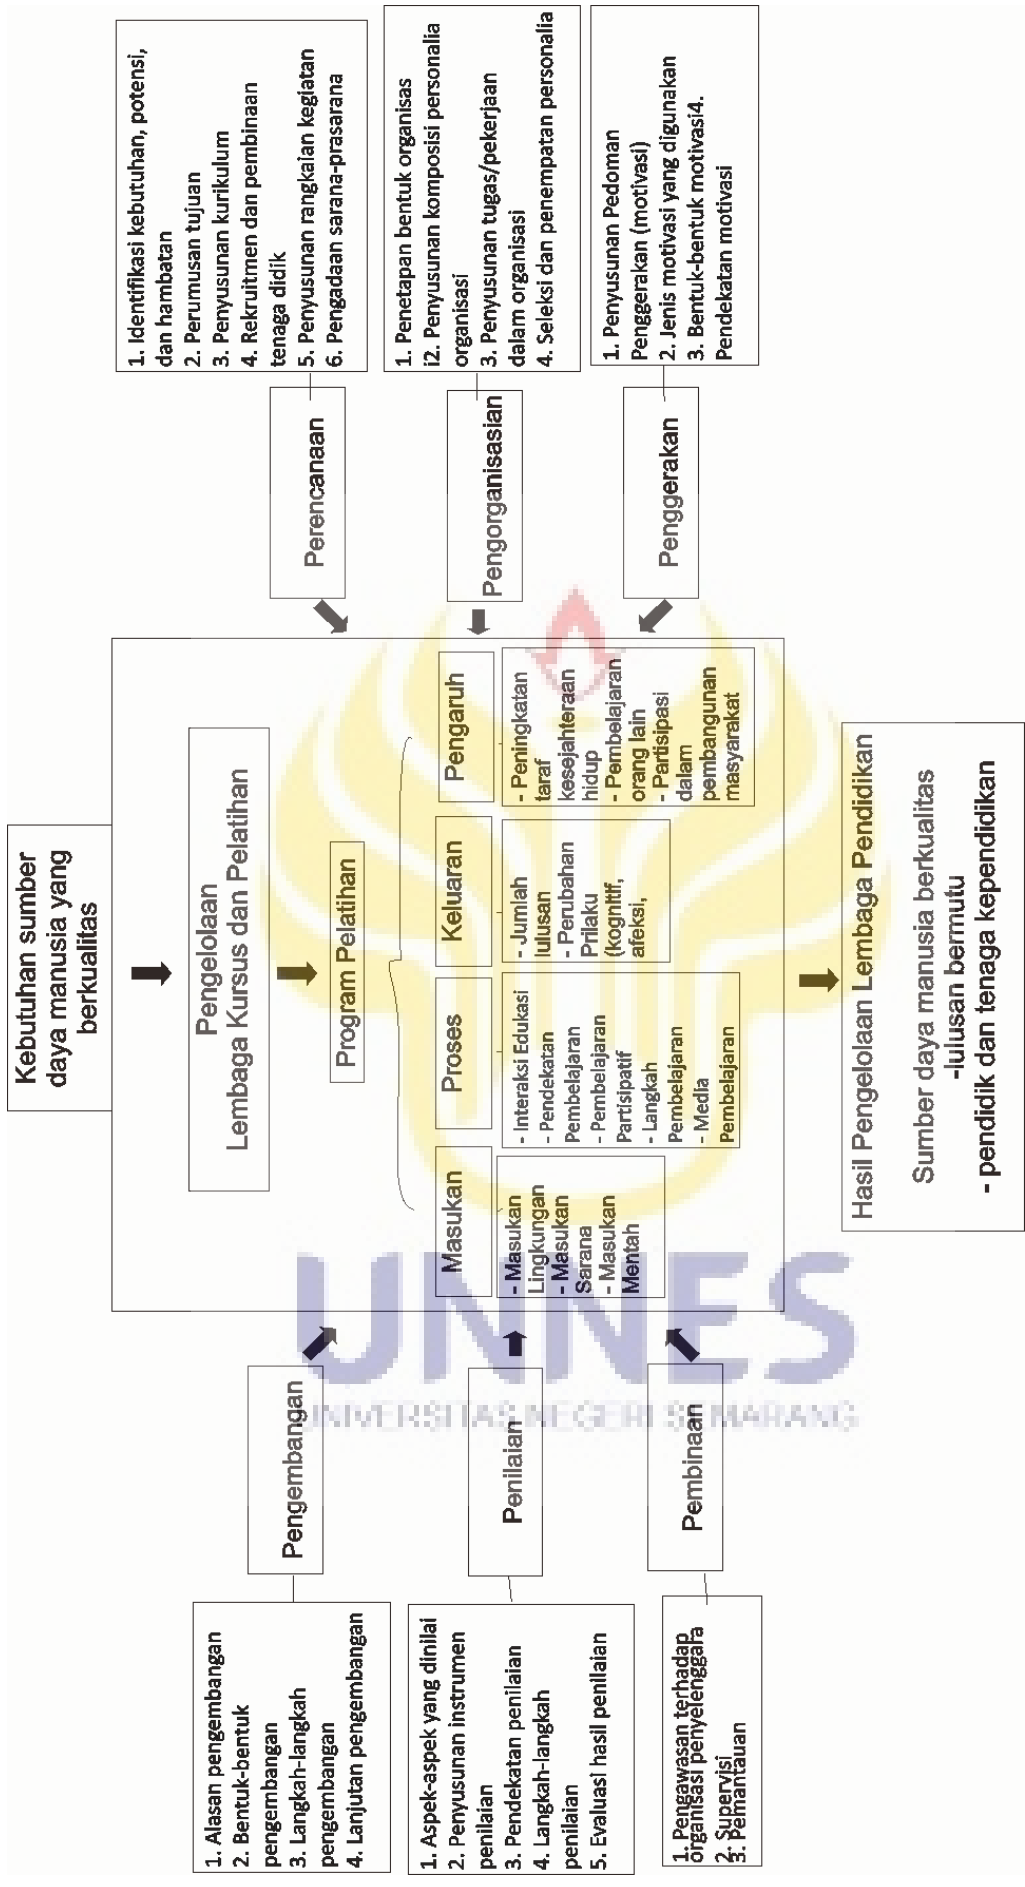 Kebutuhan sumber
daya manusia yang
berkualitas
Pengelolaan
Lembaga Kursus dan Pelatihan
Program Pelatihan
Masukan
Proses
Keluaran
Pengaruh
- Masukan
Lingkungan
- Masukan
Sarana
- Masukan
Mentah
- Interaksi Edukasi
- Pendekatan
Pembelajaran
- Pembelajaran
Partisipatif
- Langkah
Pembelajaran
- Media
Pembelajaran
- Jumlah
lulusan
- Perubahan
Prilaku
(kognitif,
afeksi,
- Peningkatan
taraf
kesejahteraan
hidup
- Pembelajaran
orang lain
- Partisipasi
dalam
pembangunan
masyarakat
Hasil Pengelolaan Lembaga Pendidikan
Sumber daya manusia berkualitas
-lulusan bermutu
- pendidik dan tenaga kependidikan
Pengembangan
1. Alasan pengembangan
2. Bentuk-bentuk
pengembangan
3. Langkah-langkah
pengembangan
4. Lanjutan pengembangan
Penilaian
1. Aspek-aspek yang dinilai
2. Penyusunan instrumen
penilaian
3. Pendekatan penilaian
4. Langkah-langkah
penilaian
5. Evaluasi hasil penilaian
Pembinaan
1. Pengawasan terhadap
organisasi penyelenggara
2. Supervisi
3. Pemantauan
Perencanaan
1. Identifikasi kebutuhan, potensi,
dan hambatan
2. Perumusan tujuan
3. Penyusunan kurikulum
4. Rekruitmen dan pembinaan
tenaga didik
5. Penyusunan rangkaian kegiatan
6. Pengadaan sarana-prasarana
Pengorganisasian
1. Penetapan bentuk organisas
i2. Penyusunan komposisi personalia
organisasi
3. Penyusunan tugas/pekerjaan
dalam organisasi
4. Seleksi dan penempatan personalia
Penggerakan
1. Penyusunan Pedoman
Penggerakan (motivasi)
2. Jenis motivasi yang digunakan
3. Bentuk-bentuk motivasi4.
Pendekatan motivasi
UNNES
UNIVERSITAS NEGERI SEMARANG